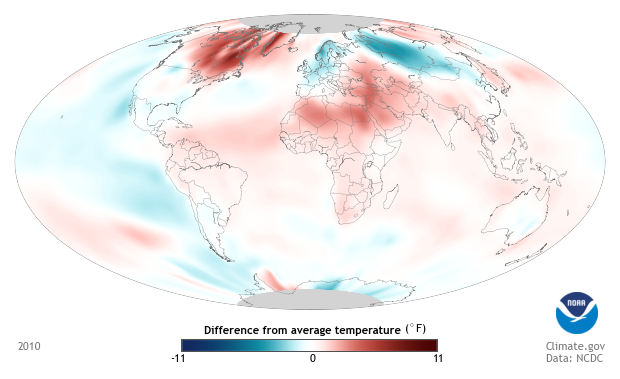 NOAA
Difference from average temperature (°F)
-11 0 11
2010
Climate.gov
Data: NCDC